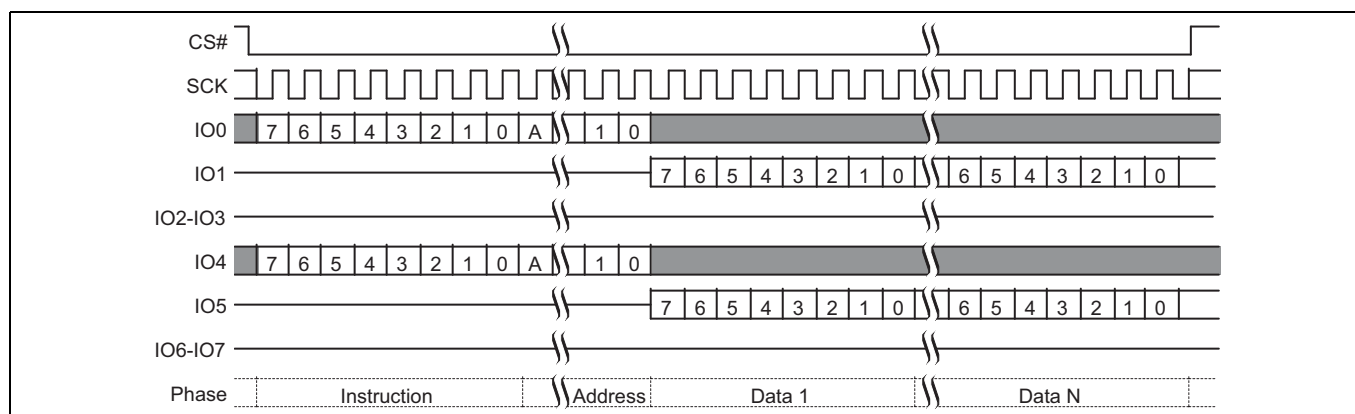 CS#
SCK
IO0 7 6 5 4 3 2 1 0 A 1 0
IO1 7 6 5 4 3 2 1 0 6 5 4 3 2 1 0
IO2-IO3
IO4 7 6 5 4 3 2 1 0 A 1 0
IO5 7 6 5 4 3 2 1 0 6 5 4 3 2 1 0
IO6-IO7
Phase Instruction Address Data 1 Data N